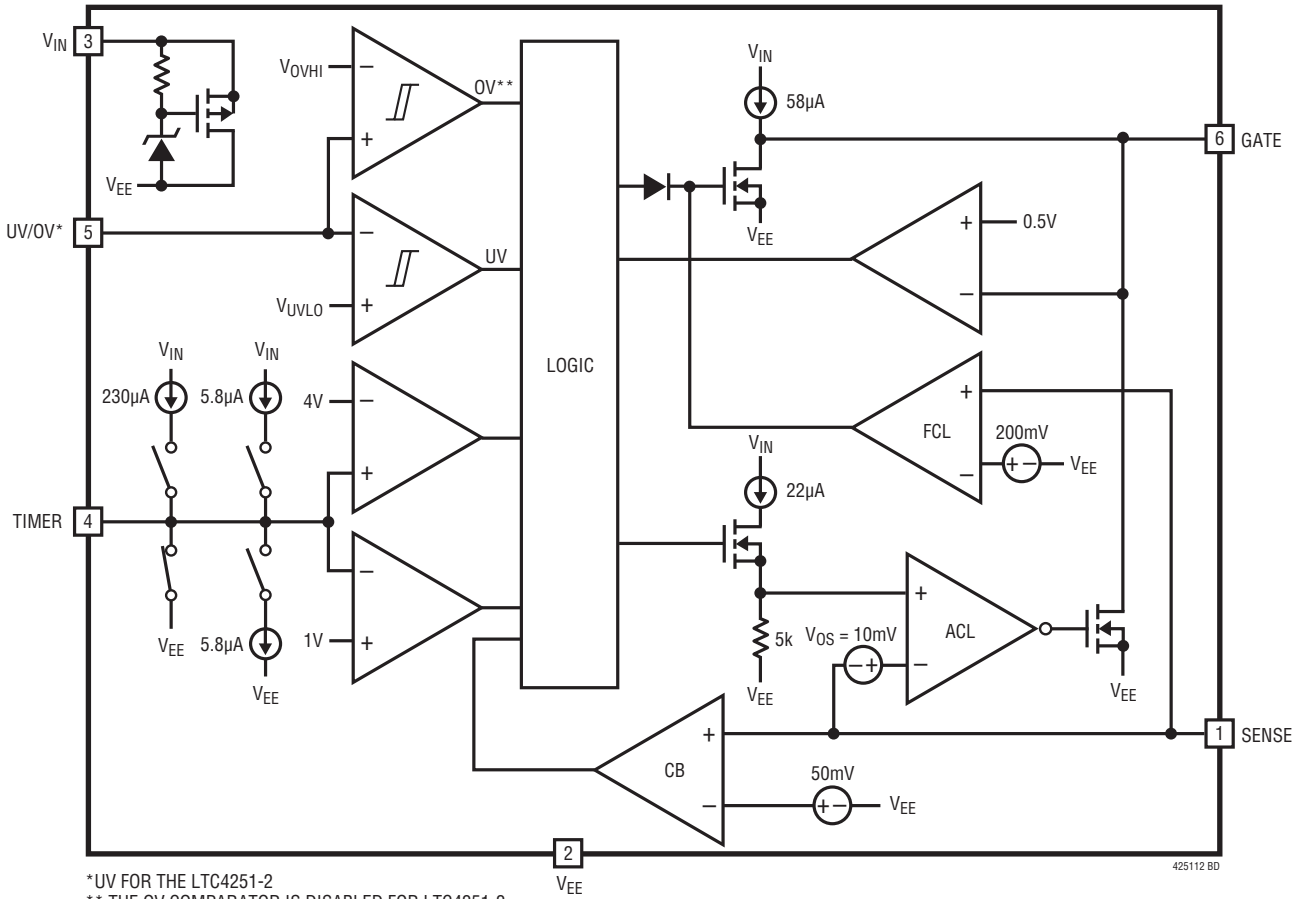 VIN 3
VOVHI
−
OV**
+
VEE
UV/OV* 5
−
UV
VUVLO
+
VIN
VIN
230µA
5.8µA
4V
−
+
TIMER 4
−
VEE
5.8µA
1V
+
VEE
LOGIC
VIN
58µA
VEE
6 GATE
+
0.5V
−
+
FCL
200mV
−
+ −
VEE
VIN
22µA
+
5k
VOS = 10mV
ACL
− +
−
VEE
VEE
1 SENSE
+
CB
50mV
−
+ −
VEE
2
VEE
425112 BD
*UV FOR THE LTC4251-2